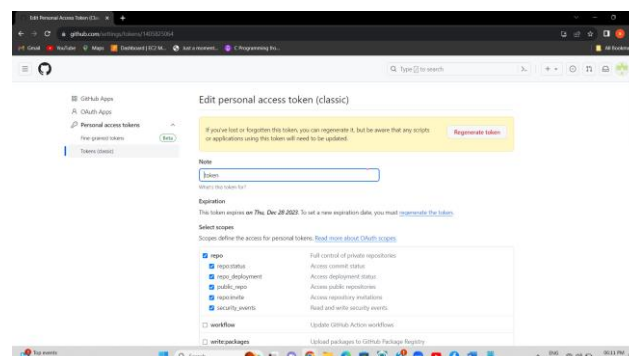 Edit Personal Access Token (Cla
github.com/settings/tokens/1405925064
Gmail YouTube Maps Dashboard | EC2 M... Just a moment... C Programming fro...
All Bookmarks
Type / to search
GitHub Apps
OAuth Apps
Personal access tokens
Fine-grained tokens Beta
Tokens (classic)
Edit personal access token (classic)
If you've lost or forgotten this token, you can regenerate it, but be aware that any scripts
or applications using this token will need to be updated.
Regenerate token
Note
token
What's this token for?
Expiration
This token expires on Thu, Dec 28 2023. To set a new expiration date, you must regenerate the token.
Select scopes
Scopes define the access for personal tokens. Read more about OAuth scopes.
repo Full control of private repositories
repo:status Access commit status
repo_deployment Access deployment status
public_repo Access public repositories
repo:invite Access repository invitations
security_events Read and write security events
workflow Update GitHub Action workflows
write:packages Upload packages to GitHub Package Registry
Top events
Search
ENG
10:11 PM